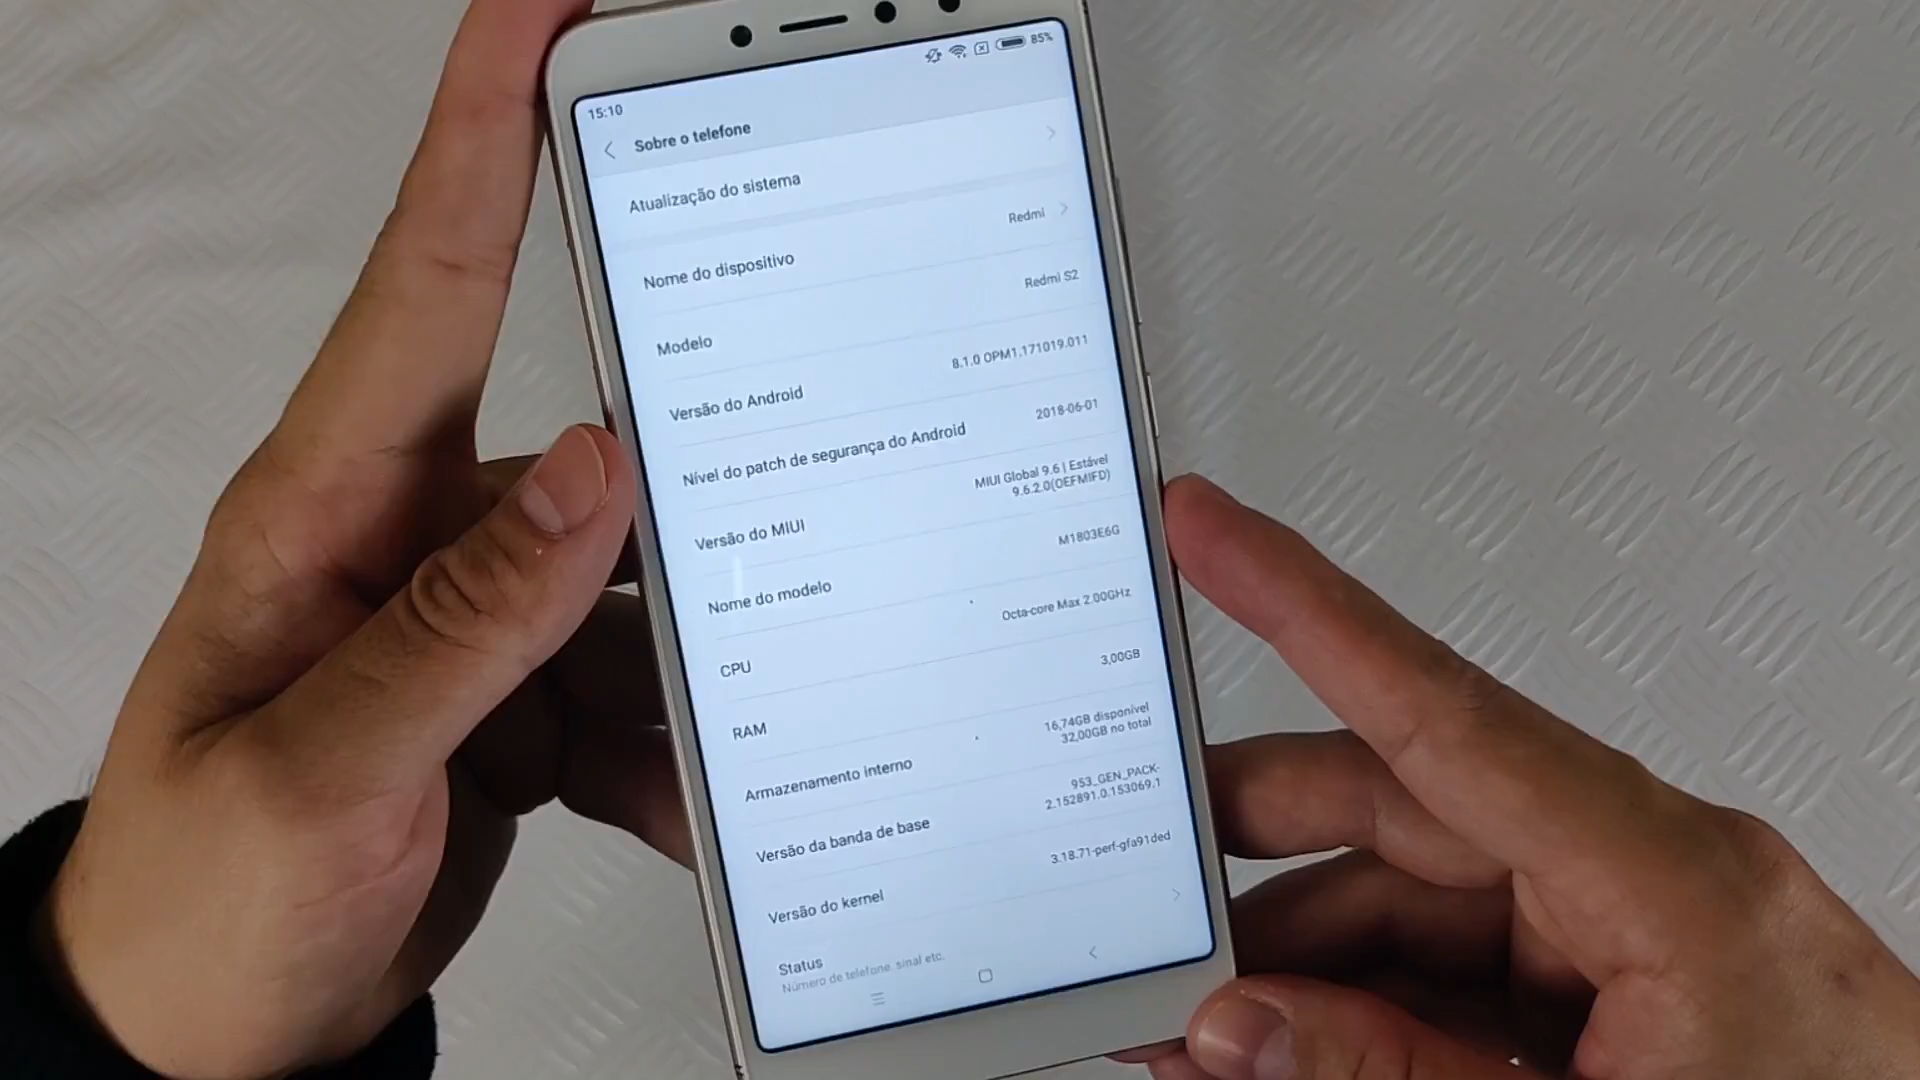 15:10
85%
Sobre o telefone
Atualização do sistema
Nome do dispositivo
Redmi
Modelo
Redmi S2
Versão do Android
8.1.0 OPM1.171019.011
Nível do patch de segurança do Android
2018-06-01
Versão do MIUI
MIUI Global 9.6 | Estável
9.6.2.0(OEFMIFD)
Nome do modelo
M1803E6G
CPU
Octa-core Max 2.00GHz
RAM
3,00GB
Armazenamento interno
16,74GB disponível
32,00GB no total
Versão da banda de base
953_GEN_PACK-
2.152891.0.153069.1
Versão do kernel
3.18.71-perf-gfa91ded
Status
Número de telefone, sinal etc.